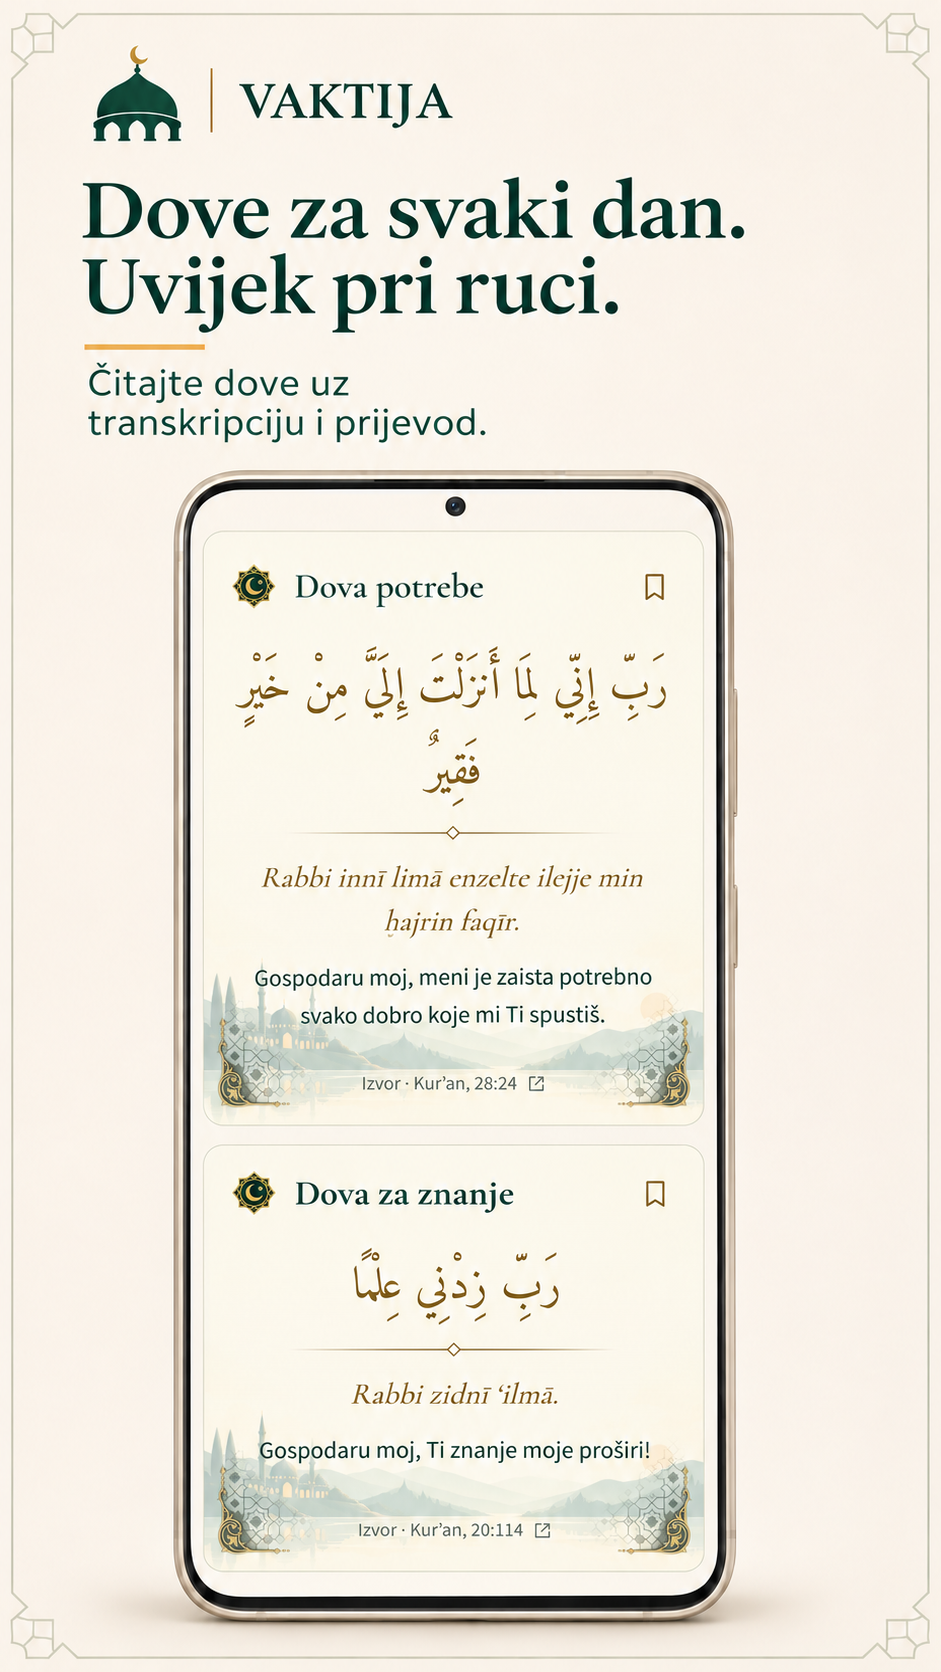 VAKTIJA
Dove za svaki dan.
Uvijek pri ruci.
Čitajte dove uz
transkripciju i prijevod.
Dova potrebe
رَبِّ إِنِّي لِمَا أَنزَلْتَ إِلَيَّ مِنْ خَيْرٍ
فَقِيرٌ
Rabbi innī limā enzelte ilejje min
ḫajrin faqīr.
Gospodaru moj, meni je zaista potrebno
svako dobro koje mi Ti spustiš.
Izvor · Kur’an, 28:24
Dova za znanje
رَبِّ زِدْنِي عِلْمًا
Rabbi zidnī ‘ilmā.
Gospodaru moj, Ti znanje moje proširi!
Izvor · Kur’an, 20:114